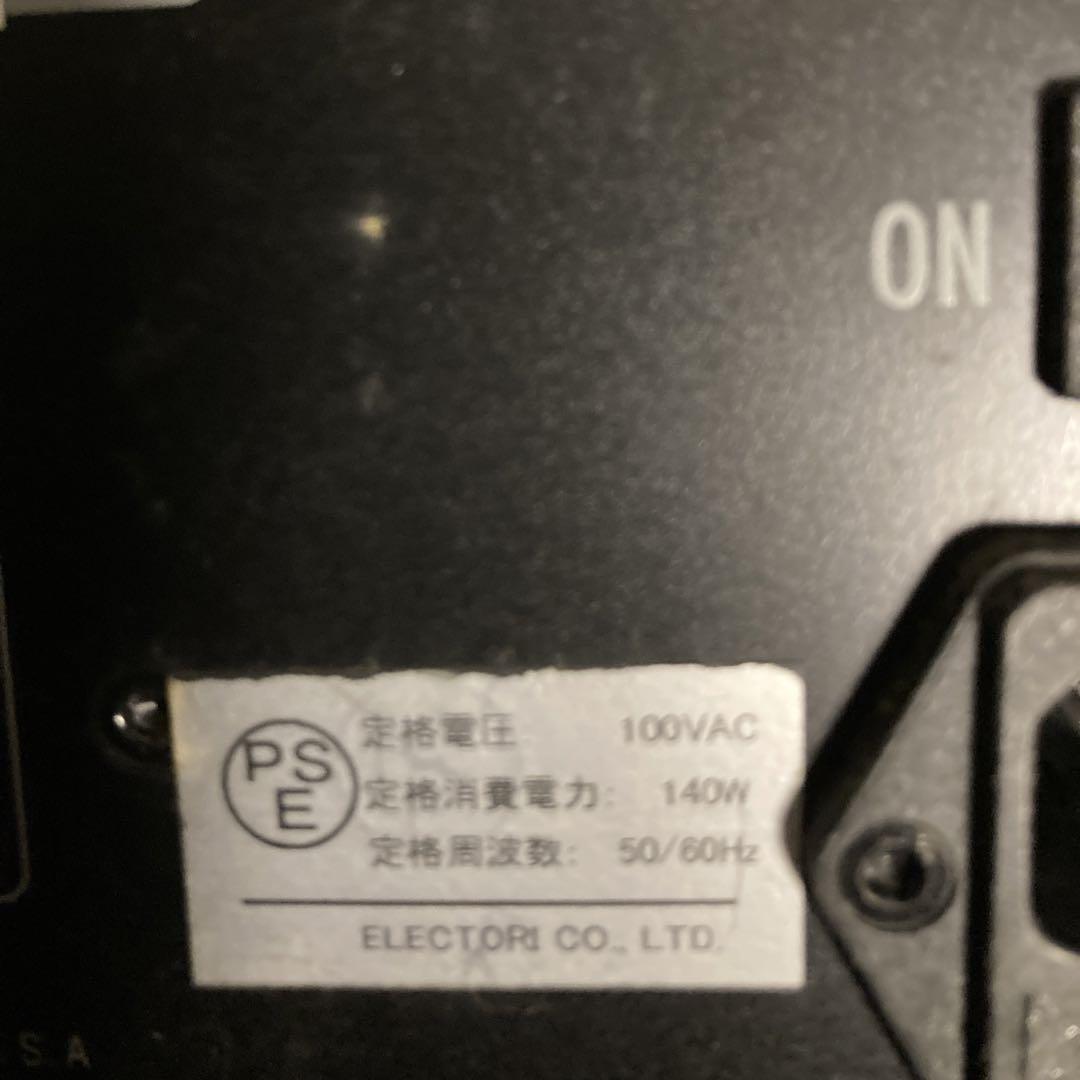 ON
PS
E
定格電圧 100VAC
定格消費電力: 140W
定格周波数: 50/60Hz
ELECTORI CO., LTD.
S A